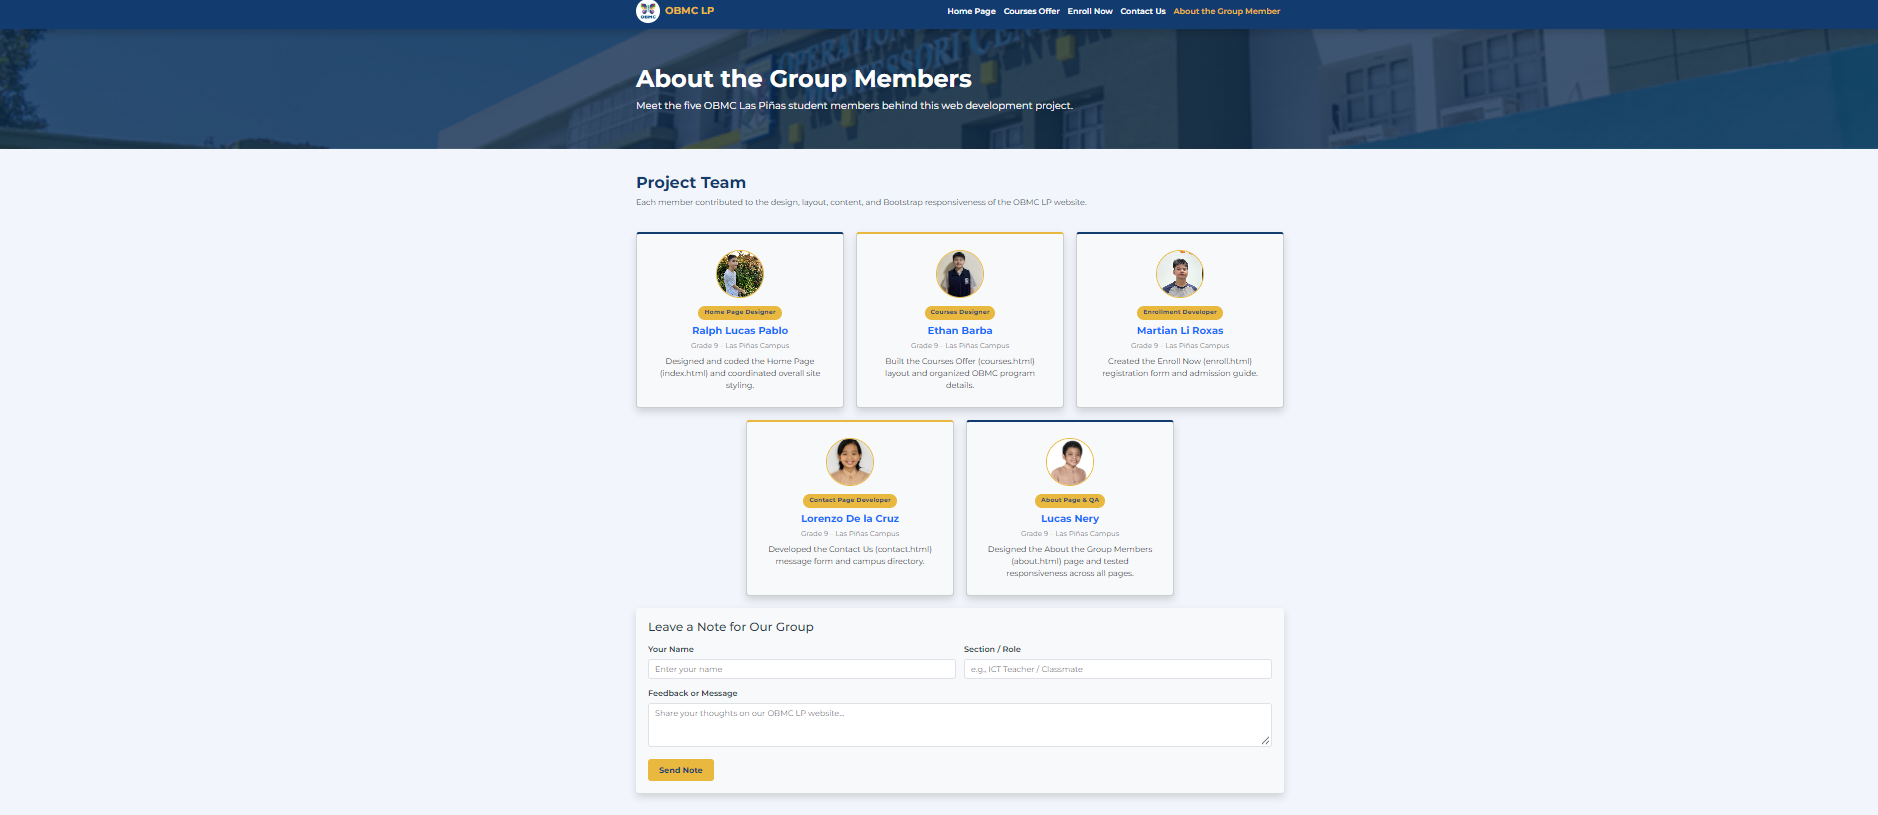 OBMC
OBMC LP
Home Page Courses Offer Enroll Now Contact Us About the Group Member
About the Group Members
Meet the five OBMC Las Piñas student members behind this web development project.
Project Team
Each member contributed to the design, layout, content, and Bootstrap responsiveness of the OBMC LP website.
Home Page Designer
Ralph Lucas Pablo
Grade 9 – Las Piñas Campus
Designed and coded the Home Page
(index.html) and coordinated overall site
styling.
Courses Designer
Ethan Barba
Grade 9 – Las Piñas Campus
Built the Courses Offer (courses.html)
layout and organized OBMC program
details.
Enrollment Developer
Martian Li Roxas
Grade 9 – Las Piñas Campus
Created the Enroll Now (enroll.html)
registration form and admission guide.
Contact Page Developer
Lorenzo De la Cruz
Grade 9 – Las Piñas Campus
Developed the Contact Us (contact.html)
message form and campus directory.
About Page & QA
Lucas Nery
Grade 9 – Las Piñas Campus
Designed the About the Group Members
(about.html) page and tested
responsiveness across all pages.
Leave a Note for Our Group
Your Name
Section / Role
Enter your name
e.g., ICT Teacher / Classmate
Feedback or Message
Share your thoughts on our OBMC LP website...
Send Note